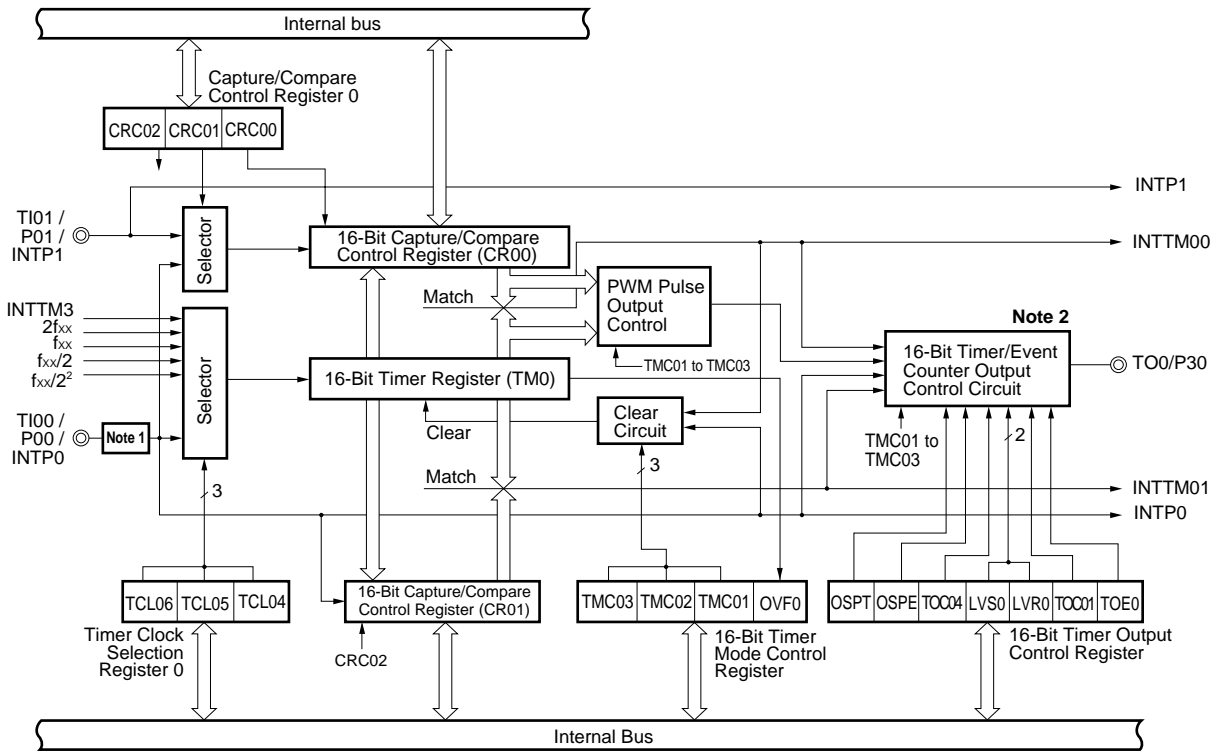 Internal bus
Capture/Compare
Control Register 0
CRC02 CRC01 CRC00
INTP1
TI01 /
P01 /
INTP1
Selector
16-Bit Capture/Compare
Control Register (CR00)
INTTM00
INTTM3
2fxx
fxx
fxx/2
fxx/2²
Match
PWM Pulse
Output
Control
TMC01 to TMC03
Note 2
16-Bit Timer/Event
Counter Output
Control Circuit
TO0/P30
Selector
16-Bit Timer Register (TM0)
Clear
Clear
Circuit
TI00 /
P00 /
INTP0
Note 1
TMC01 to
TMC03
2
3
3
Match
INTTM01
INTP0
TCL06 TCL05 TCL04
Timer Clock
Selection
Register 0
16-Bit Capture/Compare
Control Register (CR01)
CRC02
TMC03 TMC02 TMC01 OVF0
16-Bit Timer
Mode Control
Register
OSPT OSPE TOC04 LVS0 LVR0 TOC01 TOE0
16-Bit Timer Output
Control Register
Internal Bus